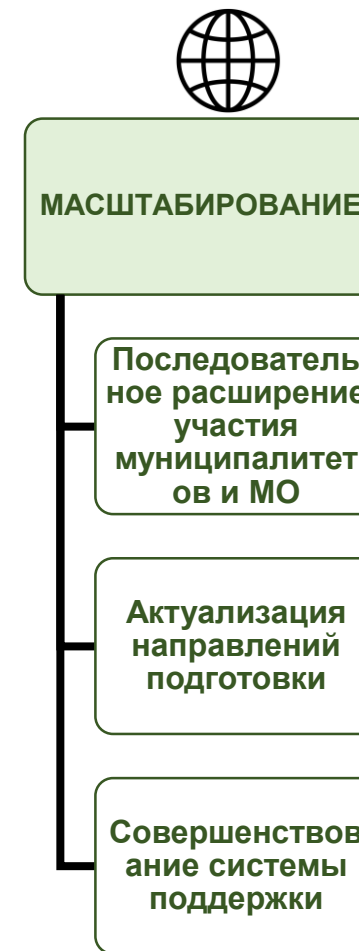 МАСШТАБИРОВАНИЕ
Последователь
ное расширение
участия
муниципалитет
ов и МО
Актуализация
направлений
подготовки
Совершенствов
ание системы
поддержки